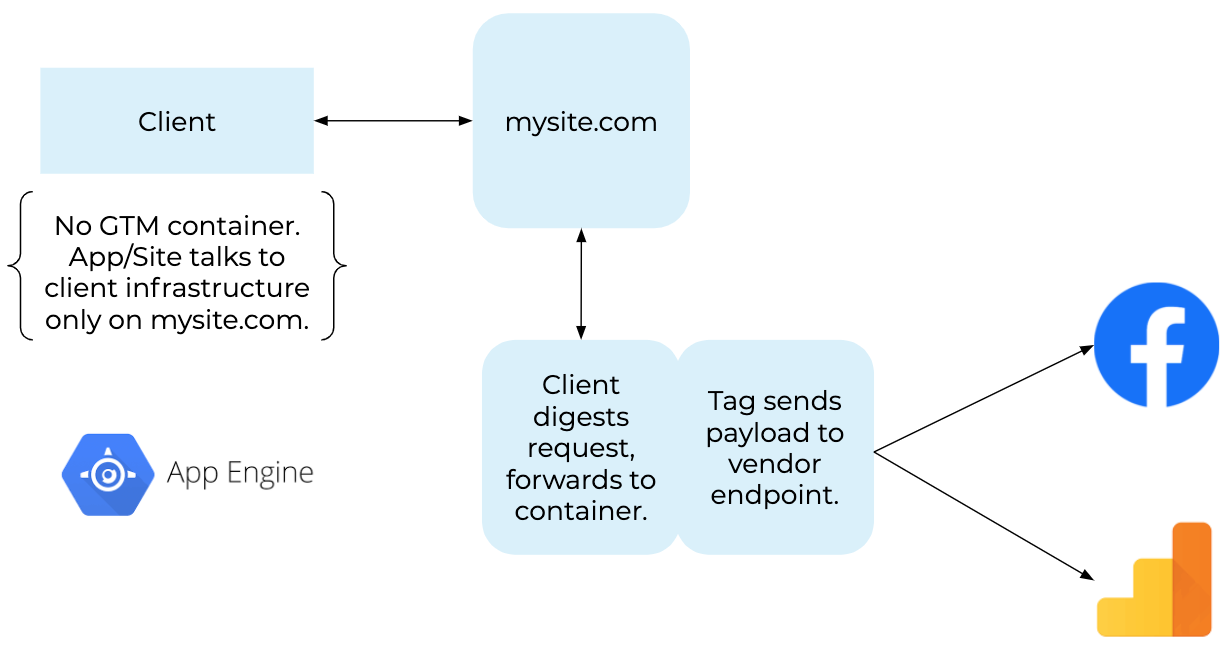 Client
mysite.com
No GTM container.
App/Site talks to
client infrastructure
only on mysite.com.
Client
digests
request,
forwards to
container.
Tag sends
payload to
vendor
endpoint.
App Engine